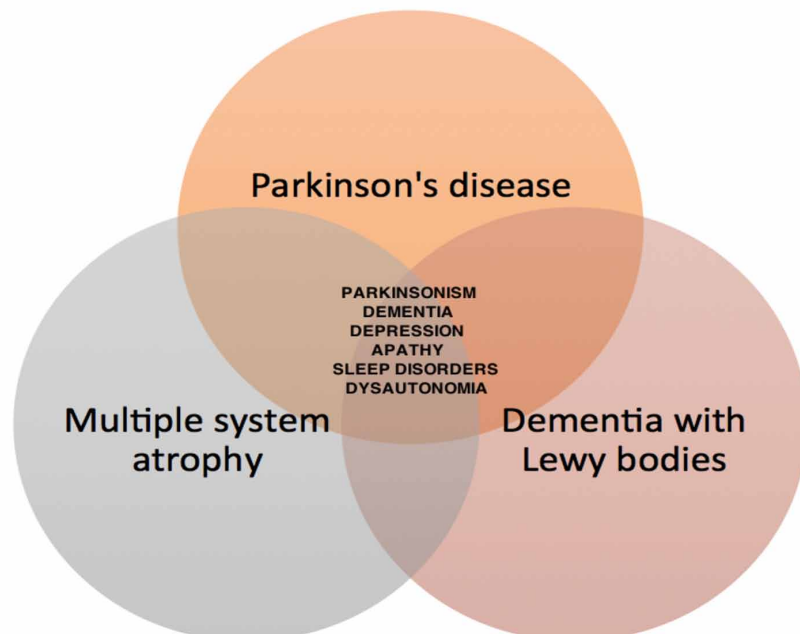 Parkinson's disease
PARKINSONISM
DEMENTIA
DEPRESSION
APATHY
SLEEP DISORDERS
DYSAUTONOMIA
Multiple system
atrophy
Dementia with
Lewy bodies